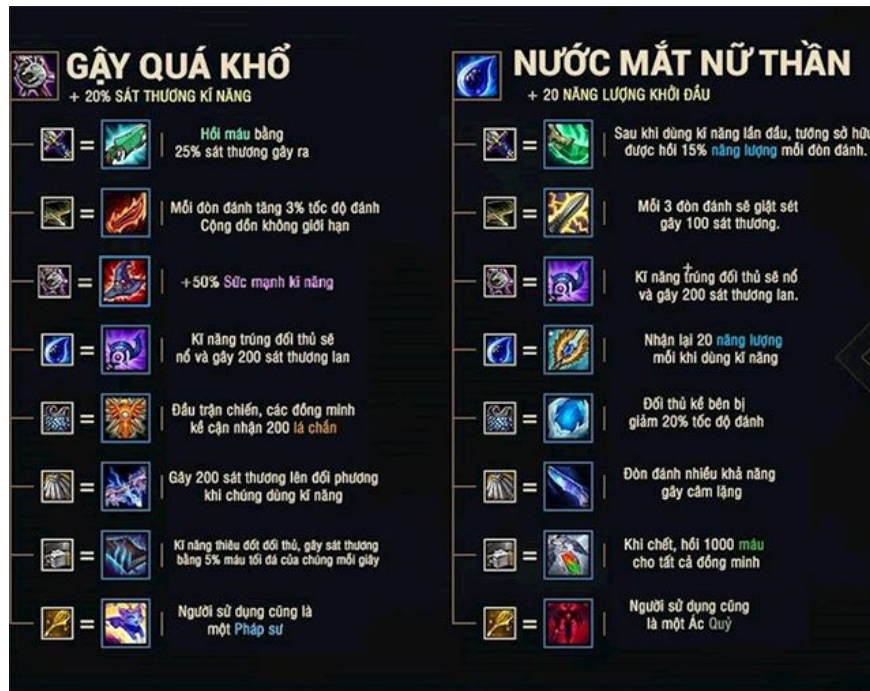 GẬY QUÁ KHỔ
+ 20% SÁT THƯƠNG KĨ NĂNG
Hồi máu bằng
25% sát thương gây ra
Mỗi đòn đánh tăng 3% tốc độ đánh
Cộng dồn không giới hạn
+50% Sức mạnh kĩ năng
Kĩ năng trúng đối thủ sẽ
nổ và gây 200 sát thương lan
Đầu trận chiến, các đồng minh
kề cận nhận 200 lá chắn
Gây 200 sát thương lên đối phương
khi chúng dùng kĩ năng
Kĩ năng thiêu đốt đối thủ, gây sát thương
bằng 5% máu tối đa của chúng mỗi giây
Người sử dụng cũng là
một Pháp sư
NƯỚC MẮT NỮ THẦN
+ 20 NĂNG LƯỢNG KHỞI ĐẦU
Sau khi dùng kĩ năng lần đầu, tướng sở hữu
được hồi 15% năng lượng mỗi đòn đánh.
Mỗi 3 đòn đánh sẽ giật sét
gây 100 sát thương.
Kĩ năng trúng đối thủ sẽ nổ
và gây 200 sát thương lan.
Nhận lại 20 năng lượng
mỗi khi dùng kĩ năng
Đối thủ kề bên bị
giảm 20% tốc độ đánh
Đòn đánh nhiều khả năng
gây câm lặng
Khi chết, hồi 1000 máu
cho tất cả đồng minh
Người sử dụng cũng
là một Ác Quỷ